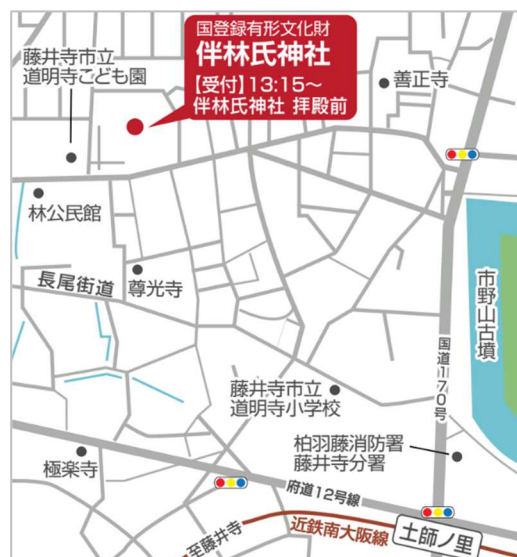 国登録有形文化財
伴林氏神社
【受付】13:15～
伴林氏神社 拝殿前
藤井寺市立
道明寺こども園
善正寺
林公民館
長尾街道
尊光寺
市野山古墳
国道170号
藤井寺市立
道明寺小学校
柏羽藤消防署
藤井寺分署
極楽寺
府道12号線
至藤井寺
近鉄南大阪線
土師ノ里